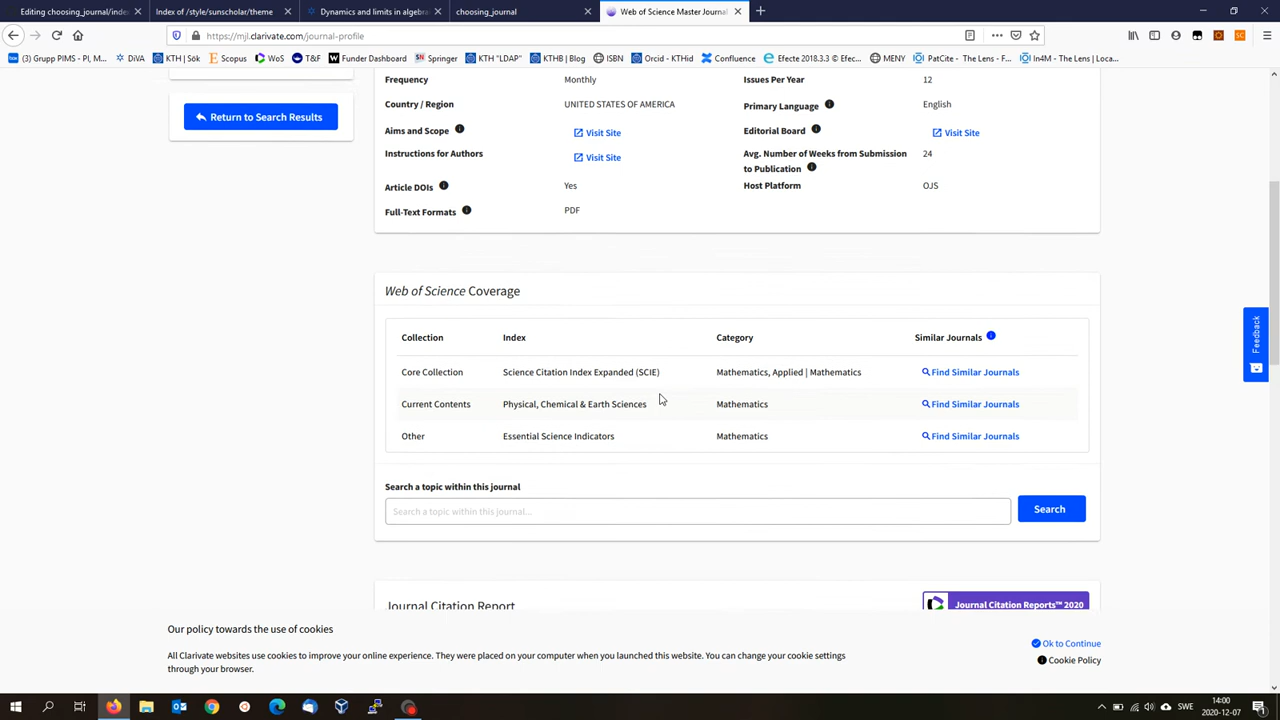 Editing choosing_journal/index
Index of /style/sunscholar/theme
Dynamics and limits in algebrai
choosing_journal
Web of Science Master Journal
https://mjl.clarivate.com/journal-profile
(3) Grupp PIMS - PI, M... DiVA KTH | Sök Scopus WoS T&F Funder Dashboard Springer KTH "LDAP" KTHB | Blog ISBN Orcid - KTHid Confluence Efecte 2018.3.3 © Efec... MENY PatCite - The Lens - F... In4M - The Lens | Loca...
Return to Search Results
Frequency Monthly Issues Per Year 12
Country / Region UNITED STATES OF AMERICA Primary Language English
Aims and Scope Visit Site Editorial Board Visit Site
Instructions for Authors Visit Site Avg. Number of Weeks from Submission 24
to Publication
Article DOIs Yes Host Platform OJS
Full-Text Formats PDF
Web of Science Coverage
Collection Index Category Similar Journals
Core Collection Science Citation Index Expanded (SCIE) Mathematics, Applied | Mathematics Find Similar Journals
Current Contents Physical, Chemical & Earth Sciences Mathematics Find Similar Journals
Other Essential Science Indicators Mathematics Find Similar Journals
Search a topic within this journal
Search a topic within this journal... Search
Feedback
Journal Citation Report Journal Citation Reports™ 2020
Our policy towards the use of cookies
All Clarivate websites use cookies to improve your online experience. They were placed on your computer when you launched this website. You can change your cookie settings
through your browser.
Ok to Continue
Cookie Policy
SWE
14:00
2020-12-07